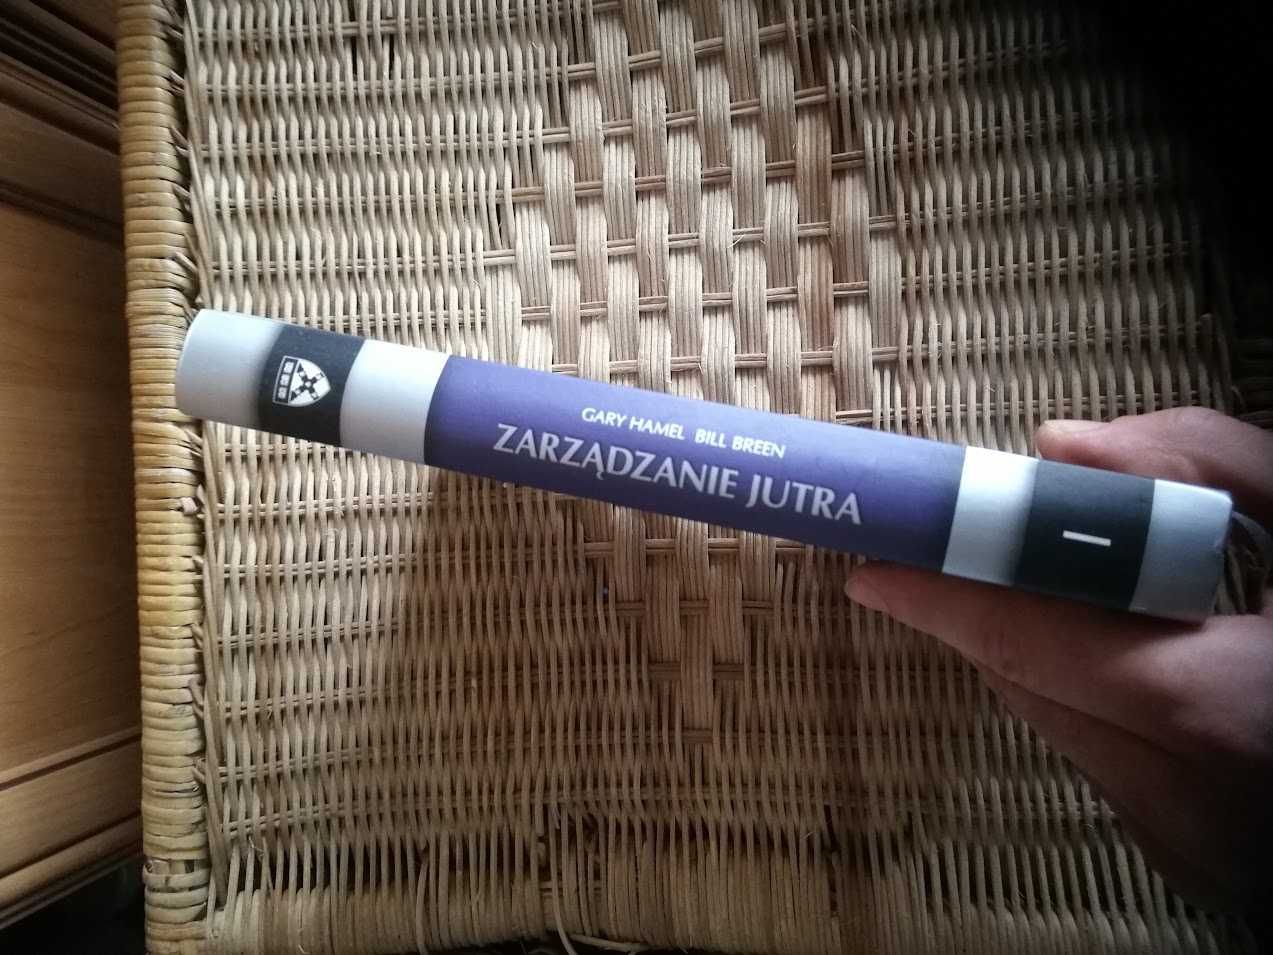 GARY HAMEL BILL BREEN
ZARZĄDZANIE JUTRA
I